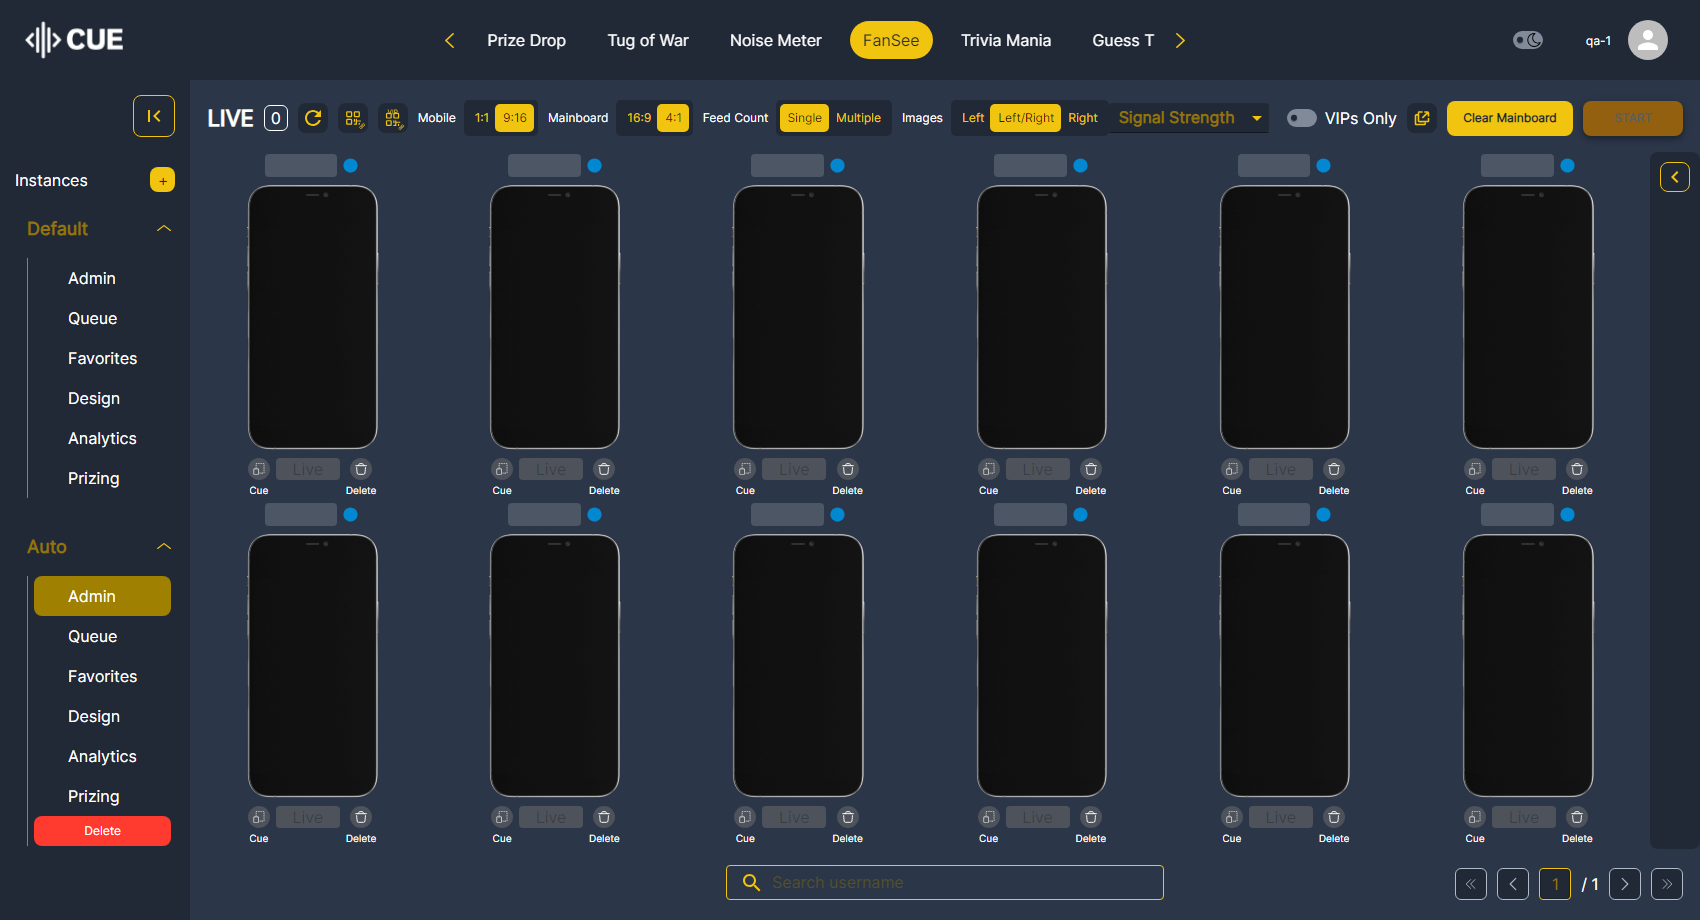 CUE
Prize Drop Tug of War Noise Meter FanSee Trivia Mania Guess T
qa-1
LIVE 0 Mobile 1:1 9:16 Mainboard 16:9 4:1 Feed Count Single Multiple Images Left Left/Right Right Signal Strength VIPs Only Clear Mainboard START
Instances +
Default
Admin
Queue
Favorites
Design
Analytics
Prizing
Auto
Admin
Queue
Favorites
Design
Analytics
Prizing
Delete
Live Live Live Live Live Live
Cue Delete Cue Delete Cue Delete Cue Delete Cue Delete Cue Delete
Live Live Live Live Live Live
Cue Delete Cue Delete Cue Delete Cue Delete Cue Delete Cue Delete
Search username
1 / 1